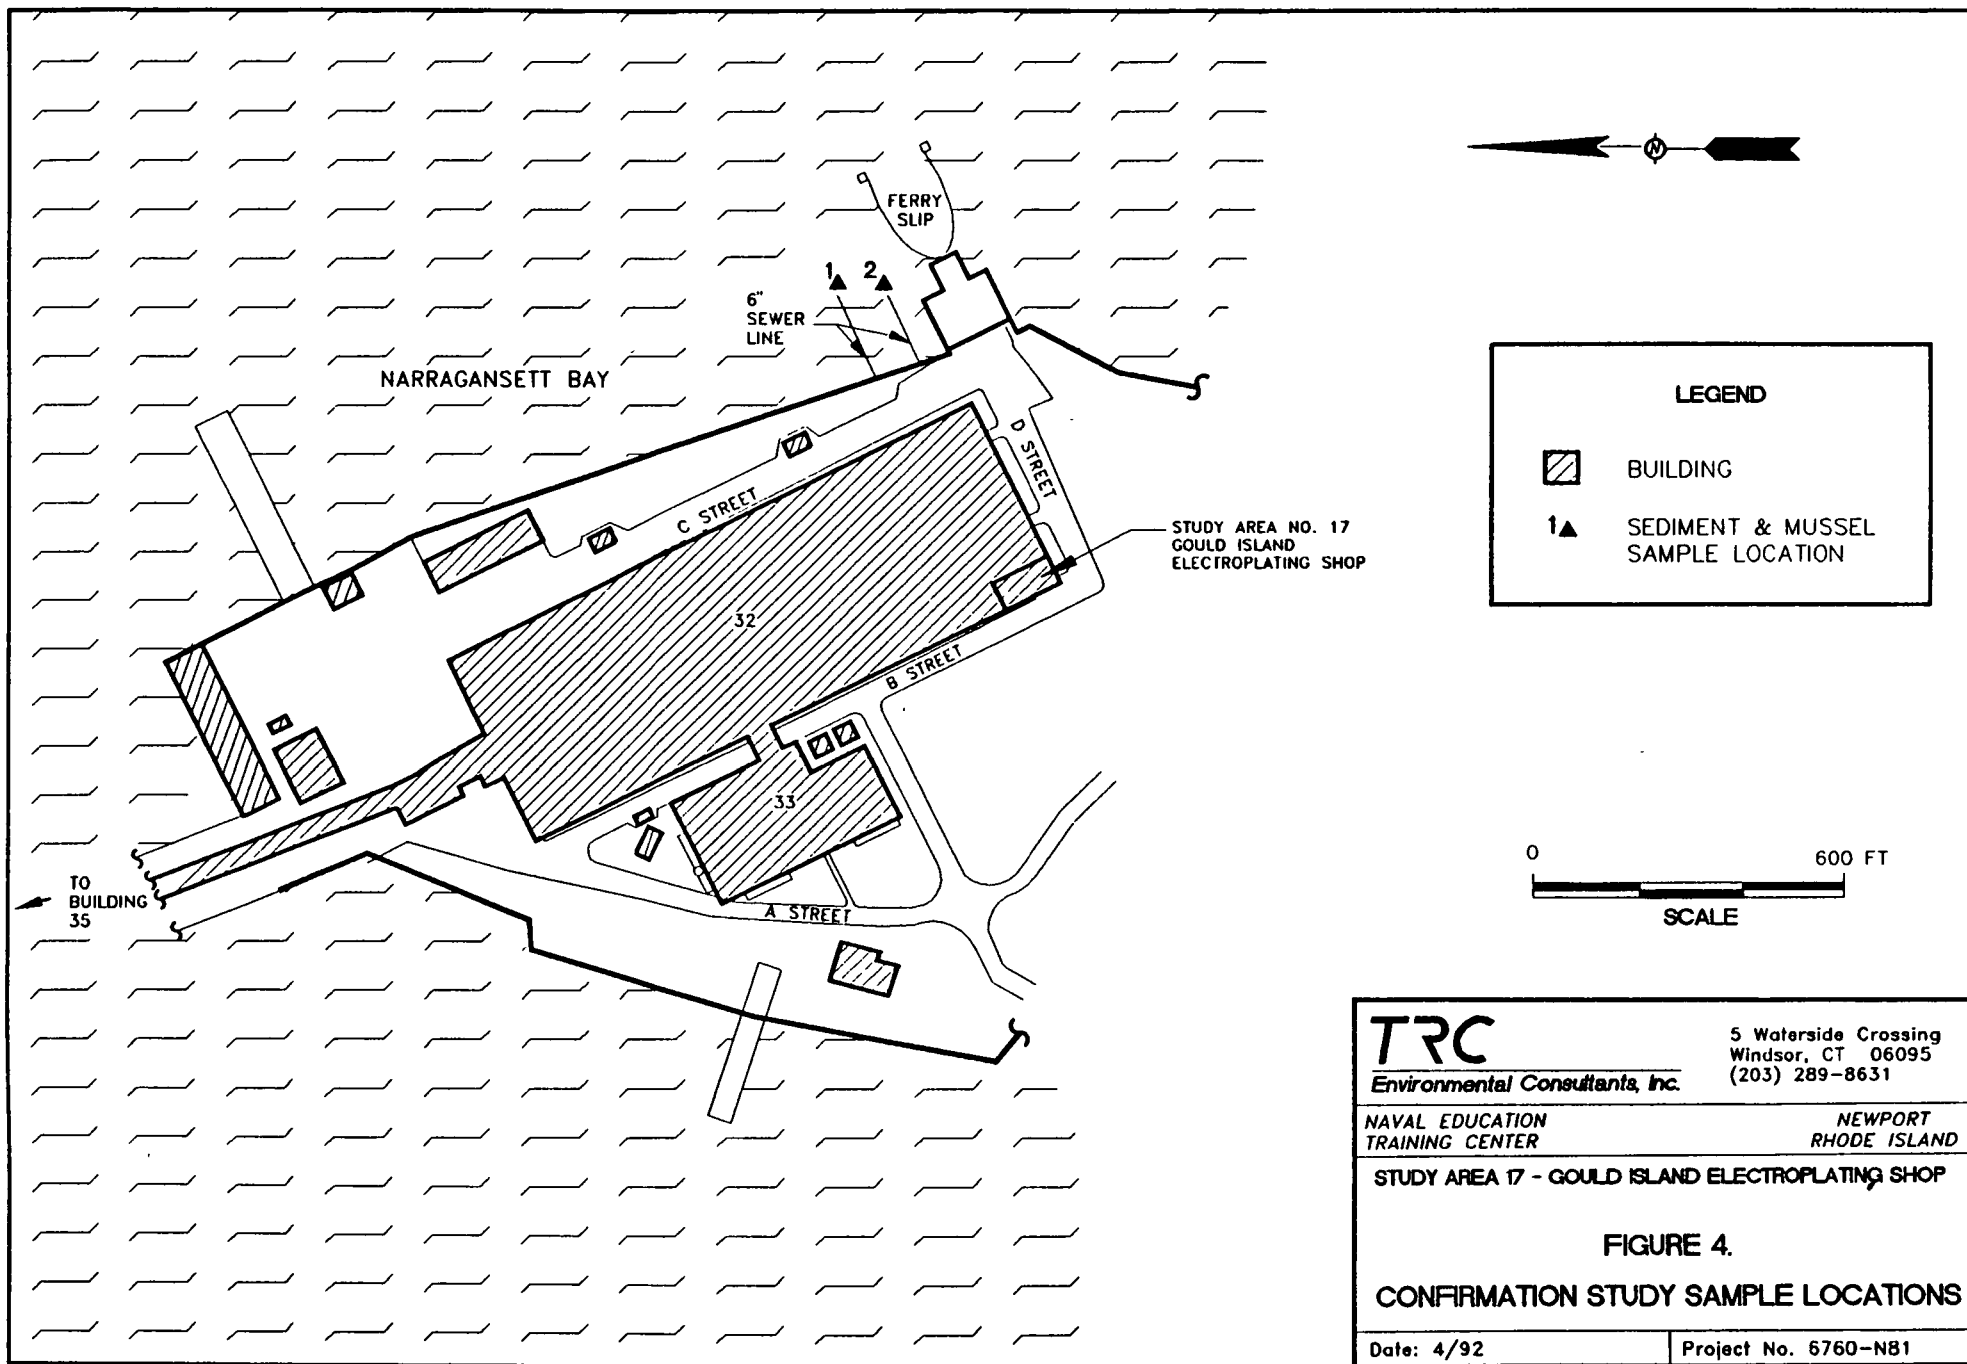 N
FERRY
SLIP
1
2
6"
SEWER
LINE
NARRAGANSETT BAY
C STREET
D STREET
STUDY AREA NO. 17
GOULD ISLAND
ELECTROPLATING SHOP
32
B STREET
33
A STREET
TO
BUILDING
35
LEGEND
BUILDING
1
SEDIMENT & MUSSEL
SAMPLE LOCATION
0
600 FT
SCALE
TRC
Environmental Consultants, Inc.
5 Waterside Crossing
Windsor, CT 06095
(203) 289-8631
NAVAL EDUCATION
TRAINING CENTER
NEWPORT
RHODE ISLAND
STUDY AREA 17 - GOULD ISLAND ELECTROPLATING SHOP
FIGURE 4.
CONFIRMATION STUDY SAMPLE LOCATIONS
Date: 4/92
Project No. 6760-N81